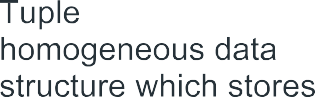 Tuple
homogeneous data
structure which stores